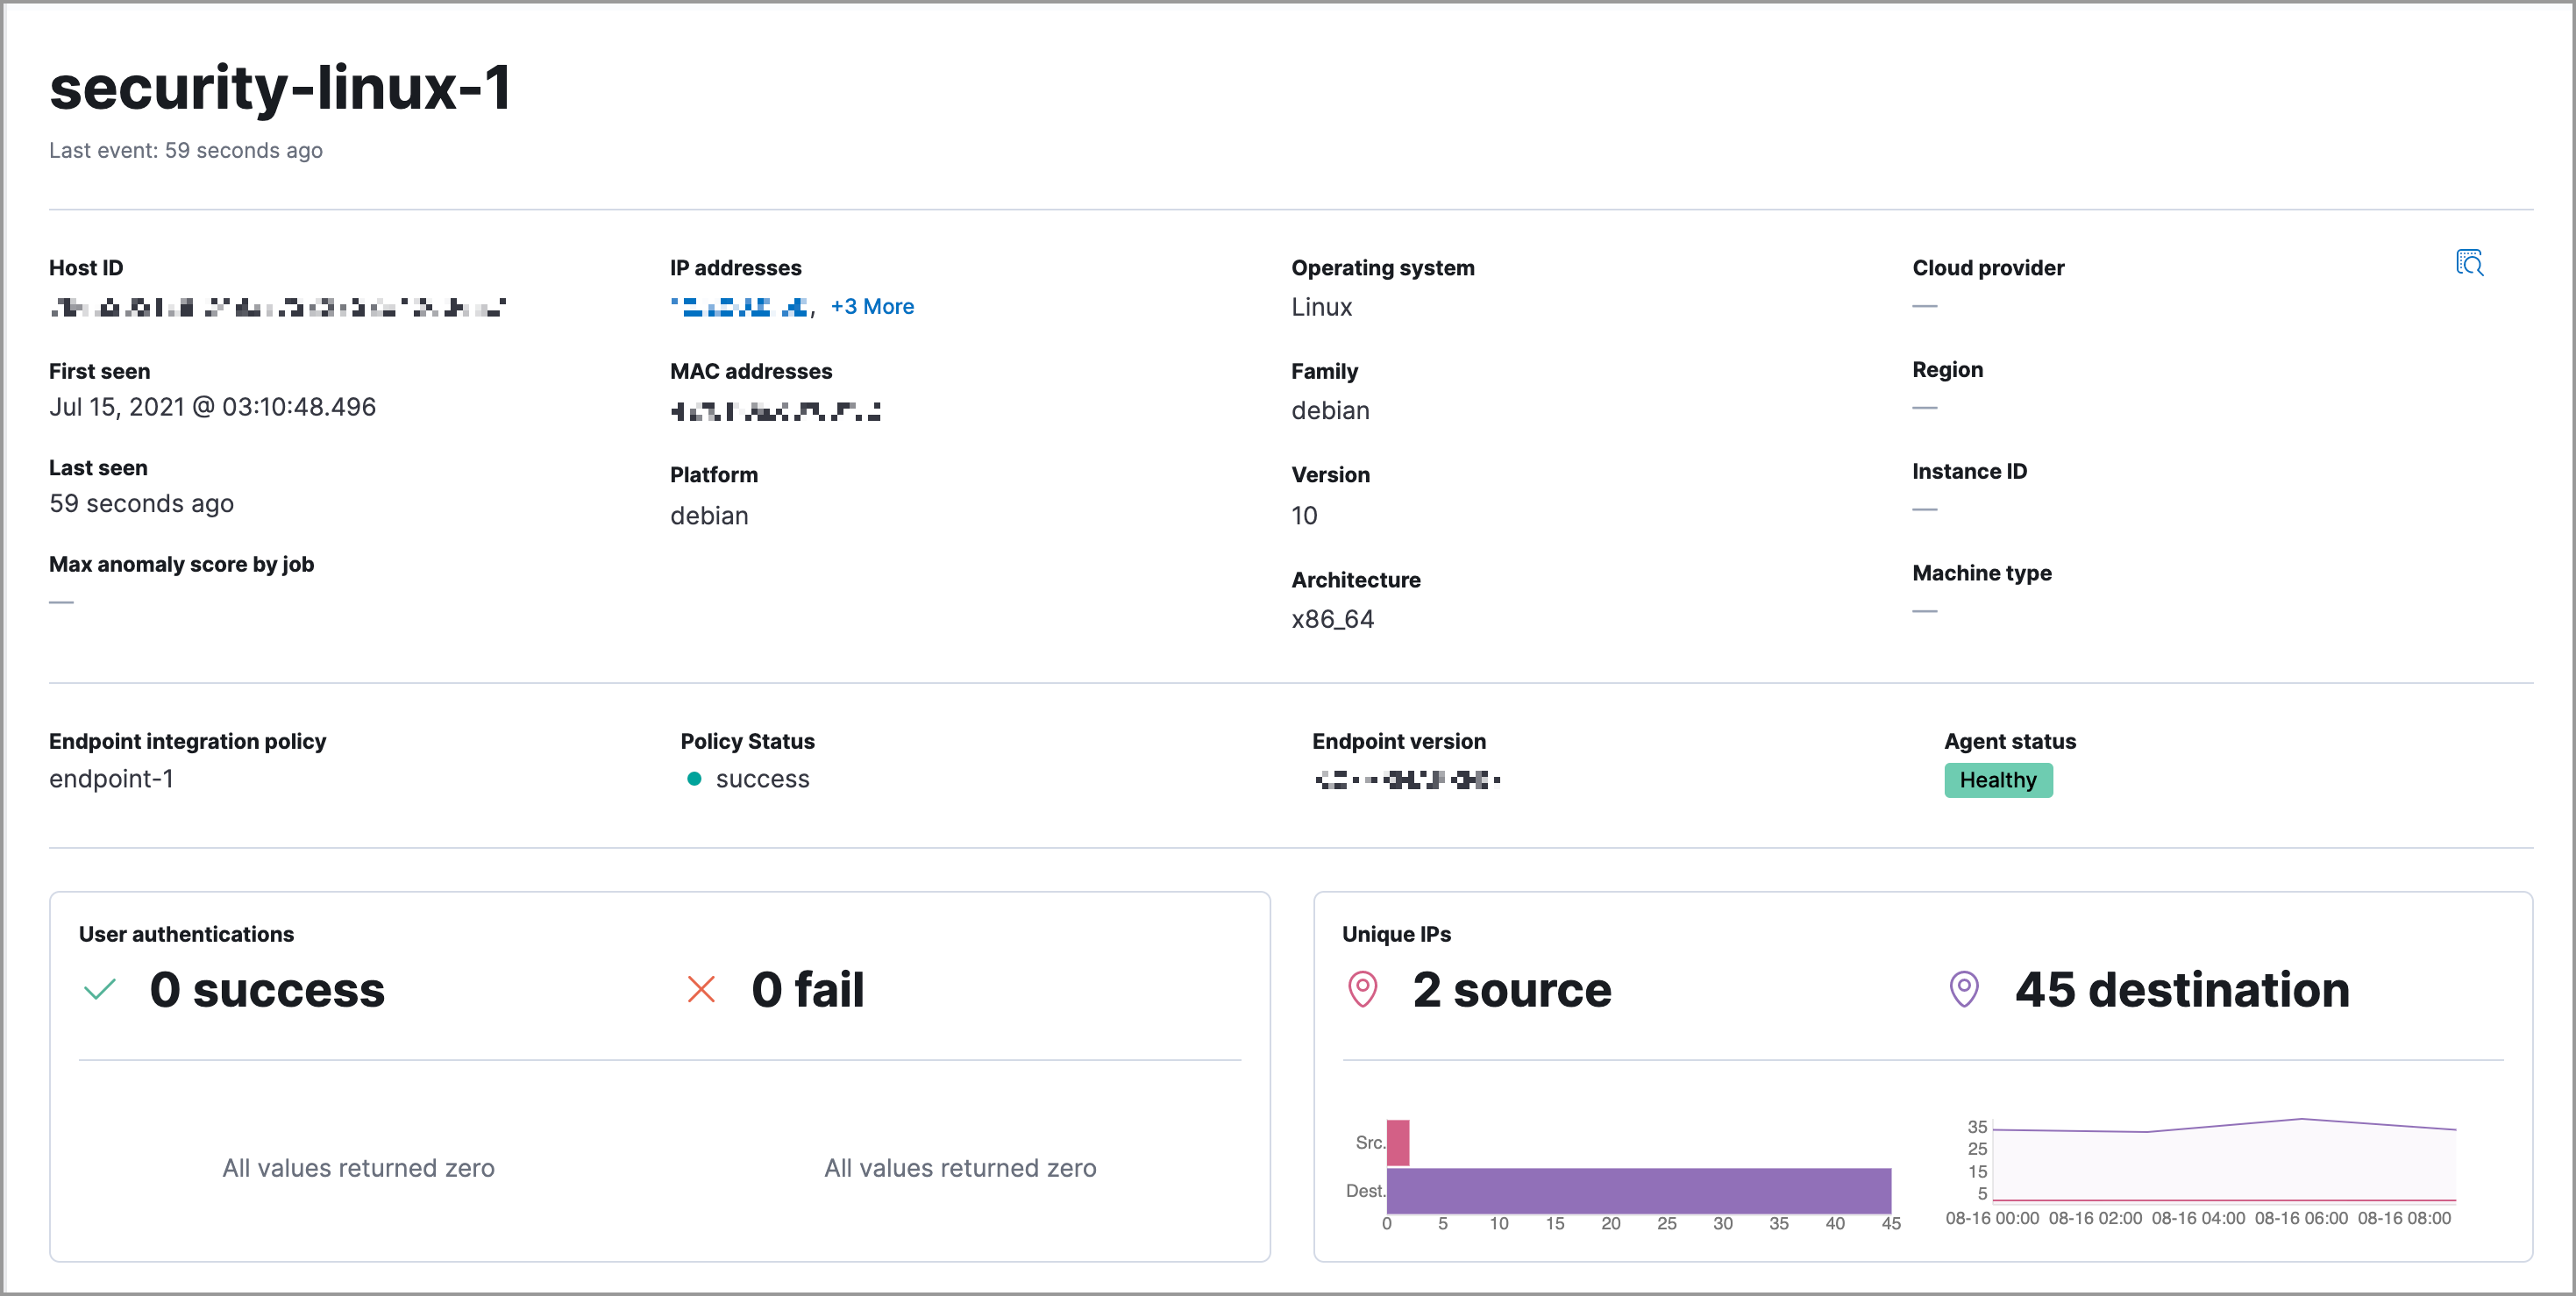 security-linux-1
Last event: 59 seconds ago
Host ID
First seen
Jul 15, 2021 @ 03:10:48.496
Last seen
59 seconds ago
Max anomaly score by job
—
IP addresses
, +3 More
MAC addresses
Platform
debian
Operating system
Linux
Family
debian
Version
10
Architecture
x86_64
Cloud provider
—
Region
—
Instance ID
—
Machine type
—
Endpoint integration policy
endpoint-1
Policy Status
success
Endpoint version
Agent status
Healthy
User authentications
0 success
0 fail
All values returned zero
All values returned zero
Unique IPs
2 source
45 destination
Src.
Dest.
0 5 10 15 20 25 30 35 40 45
35
25
15
5
08-16 00:00 08-16 02:00 08-16 04:00 08-16 06:00 08-16 08:00